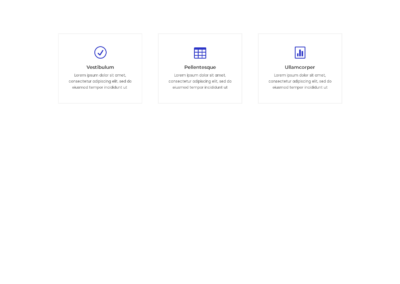 Vestibulum
Lorem ipsum dolor sit amet,
consectetur adipiscing elit, sed do
eiusmod tempor incididunt ut
Pellentesque
Lorem ipsum dolor sit amet,
consectetur adipiscing elit, sed do
eiusmod tempor incididunt ut
Ullamcorper
Lorem ipsum dolor sit amet,
consectetur adipiscing elit, sed do
eiusmod tempor incididunt ut